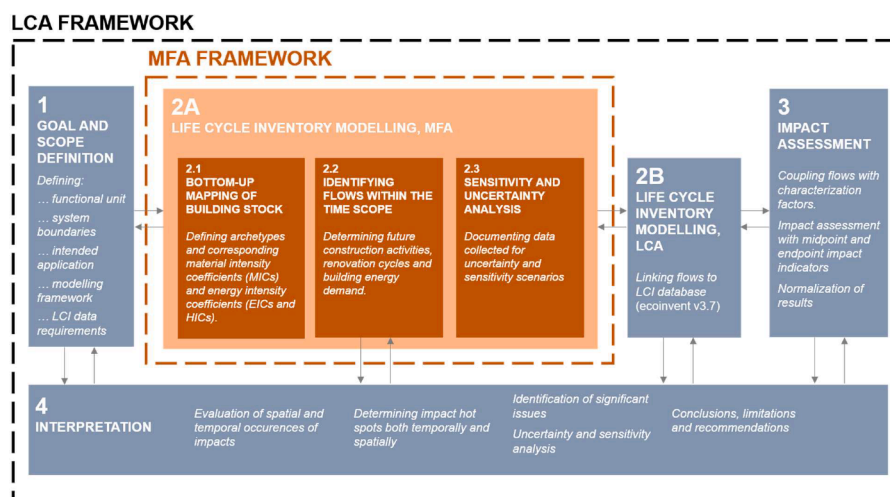 LCA FRAMEWORK
MFA FRAMEWORK
1
GOAL AND
SCOPE
DEFINITION
Defining:
... functional unit
... system
boundaries
... intended
application
... modelling
framework
... LCI data
requirements
2A
LIFE CYCLE INVENTORY MODELLING, MFA
2.1
BOTTOM-UP
MAPPING OF
BUILDING STOCK
Defining archetypes and
corresponding
material intensity
coefficients (MICs)
and energy intensity
coefficients (EICs and
HICs).
2.2
IDENTIFYING
FLOWS WITHIN THE
TIME SCOPE
Determining future
construction activities,
renovation cycles and
building energy
demand.
2.3
SENSITIVITY AND
UNCERTAINTY
ANALYSIS
Documenting data
collected for
uncertainty and
sensitivity scenarios
2B
LIFE CYCLE
INVENTORY
MODELLING,
LCA
Linking flows to
LCI database
(ecoinvent v3.7)
3
IMPACT
ASSESSMENT
Coupling flows with
characterization
factors.
Impact assessment
with midpoint and
endpoint impact
indicators
Normalization of
results
4
INTERPRETATION
Evaluation of spatial and
temporal occurences of
impacts
Determining impact hot
spots both temporally and
spatially
Identification of significant
issues
Uncertainty and sensitivity
analysis
Conclusions, limitations
and recommendations